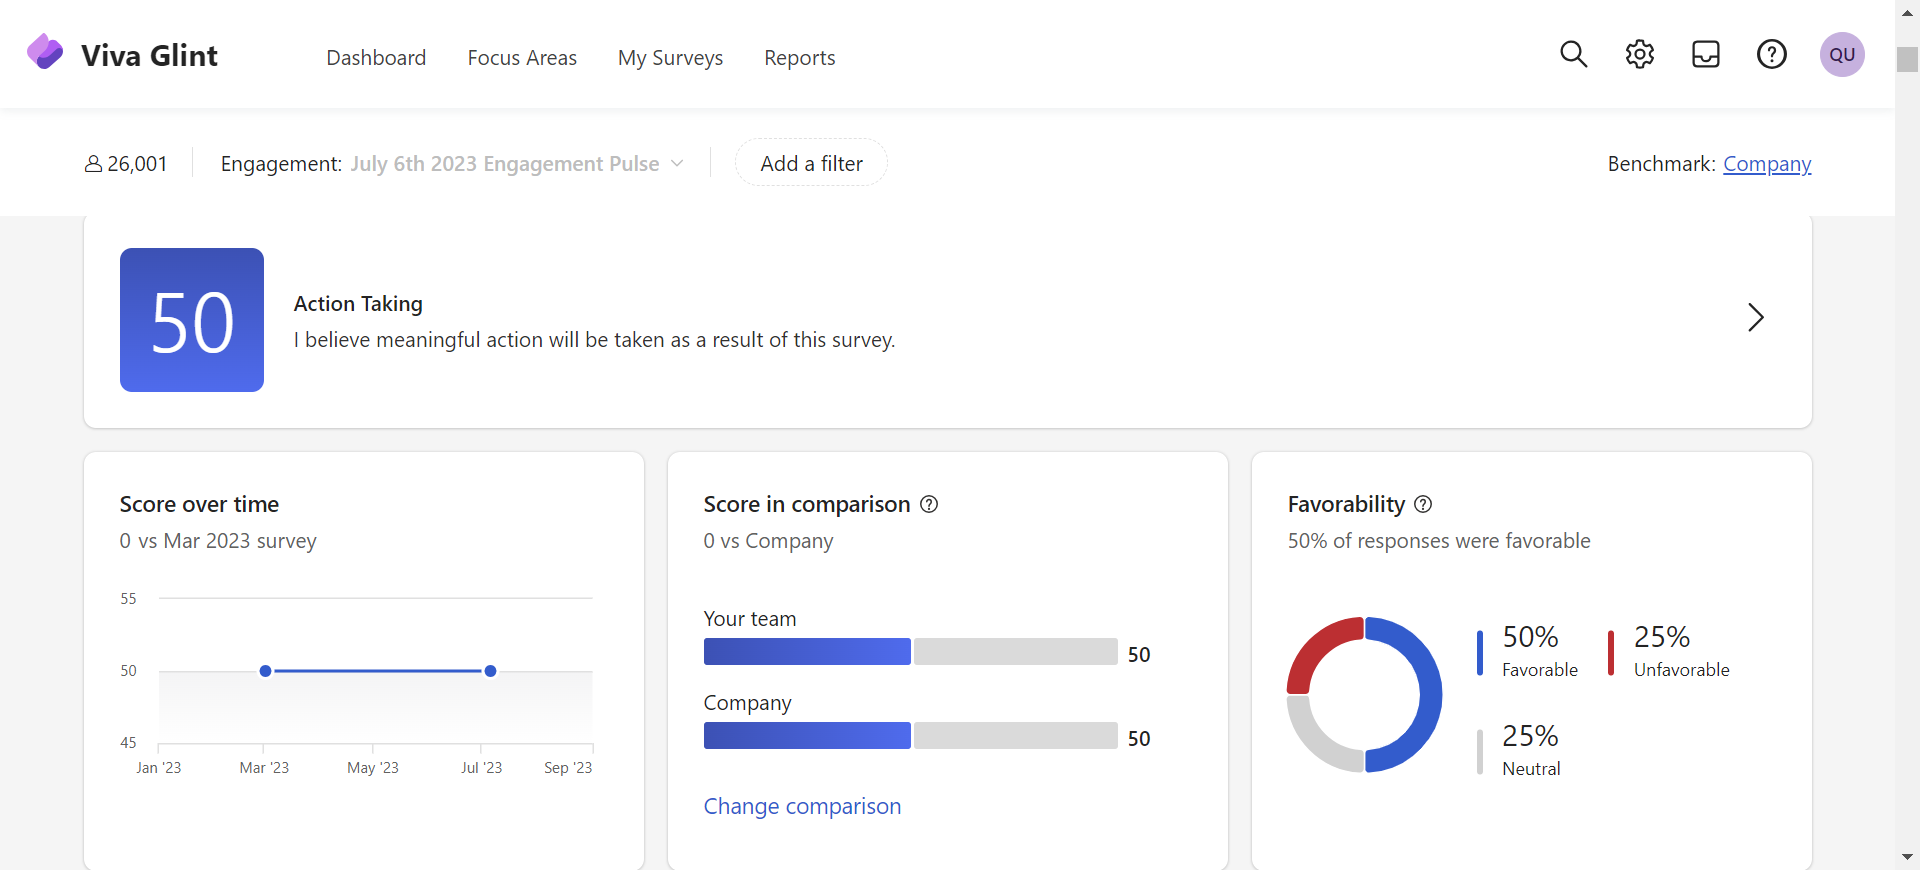 Viva Glint
Dashboard Focus Areas My Surveys Reports
QU
26,001 Engagement: July 6th 2023 Engagement Pulse Add a filter Benchmark: Company
50
Action Taking
I believe meaningful action will be taken as a result of this survey.
Score over time
0 vs Mar 2023 survey
55
50
45
Jan '23 Mar '23 May '23 Jul '23 Sep '23
Score in comparison
0 vs Company
Your team
50
Company
50
Change comparison
Favorability
50% of responses were favorable
50%
Favorable
25%
Unfavorable
25%
Neutral